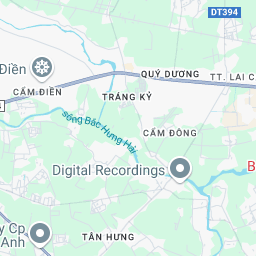 DT394
Điền
QUÝ DƯƠNG
TT. LAI C
CẨM ĐIỀN
TRÁNG KỶ
sông Bắc Hưng Hải
CẨM ĐÔNG
Digital Recordings
B
y Cp
Anh
TÂN HƯNG